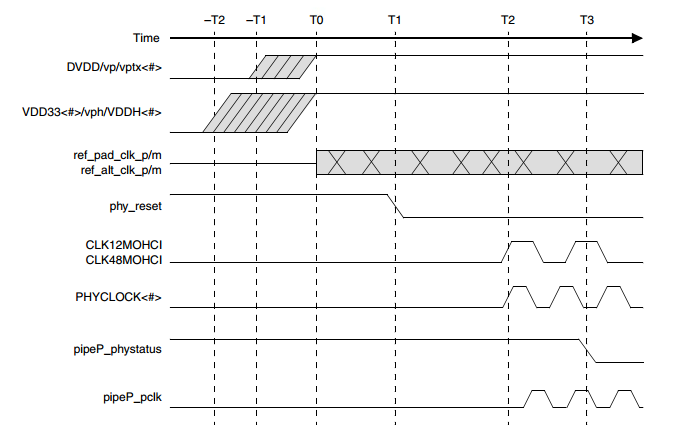 –T2 –T1 T0 T1 T2 T3
Time
DVDD/vp/vptx<#>
VDD33<#>/vph/VDDH<#>
ref_pad_clk_p/m
ref_alt_clk_p/m
phy_reset
CLK12MOHCI
CLK48MOHCI
PHYCLOCK<#>
pipeP_phystatus
pipeP_pclk